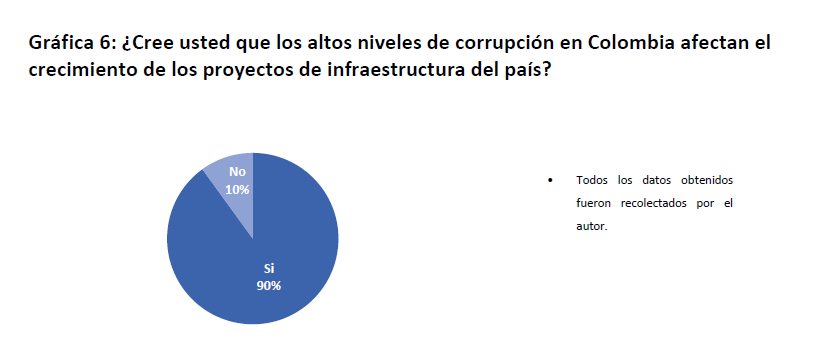 Gráfica 6: ¿Cree usted que los altos niveles de corrupción en Colombia afectan el
crecimiento de los proyectos de infraestructura del país?
No
10%
Si
90%
• Todos los datos obtenidos
fueron recolectados por el
autor.